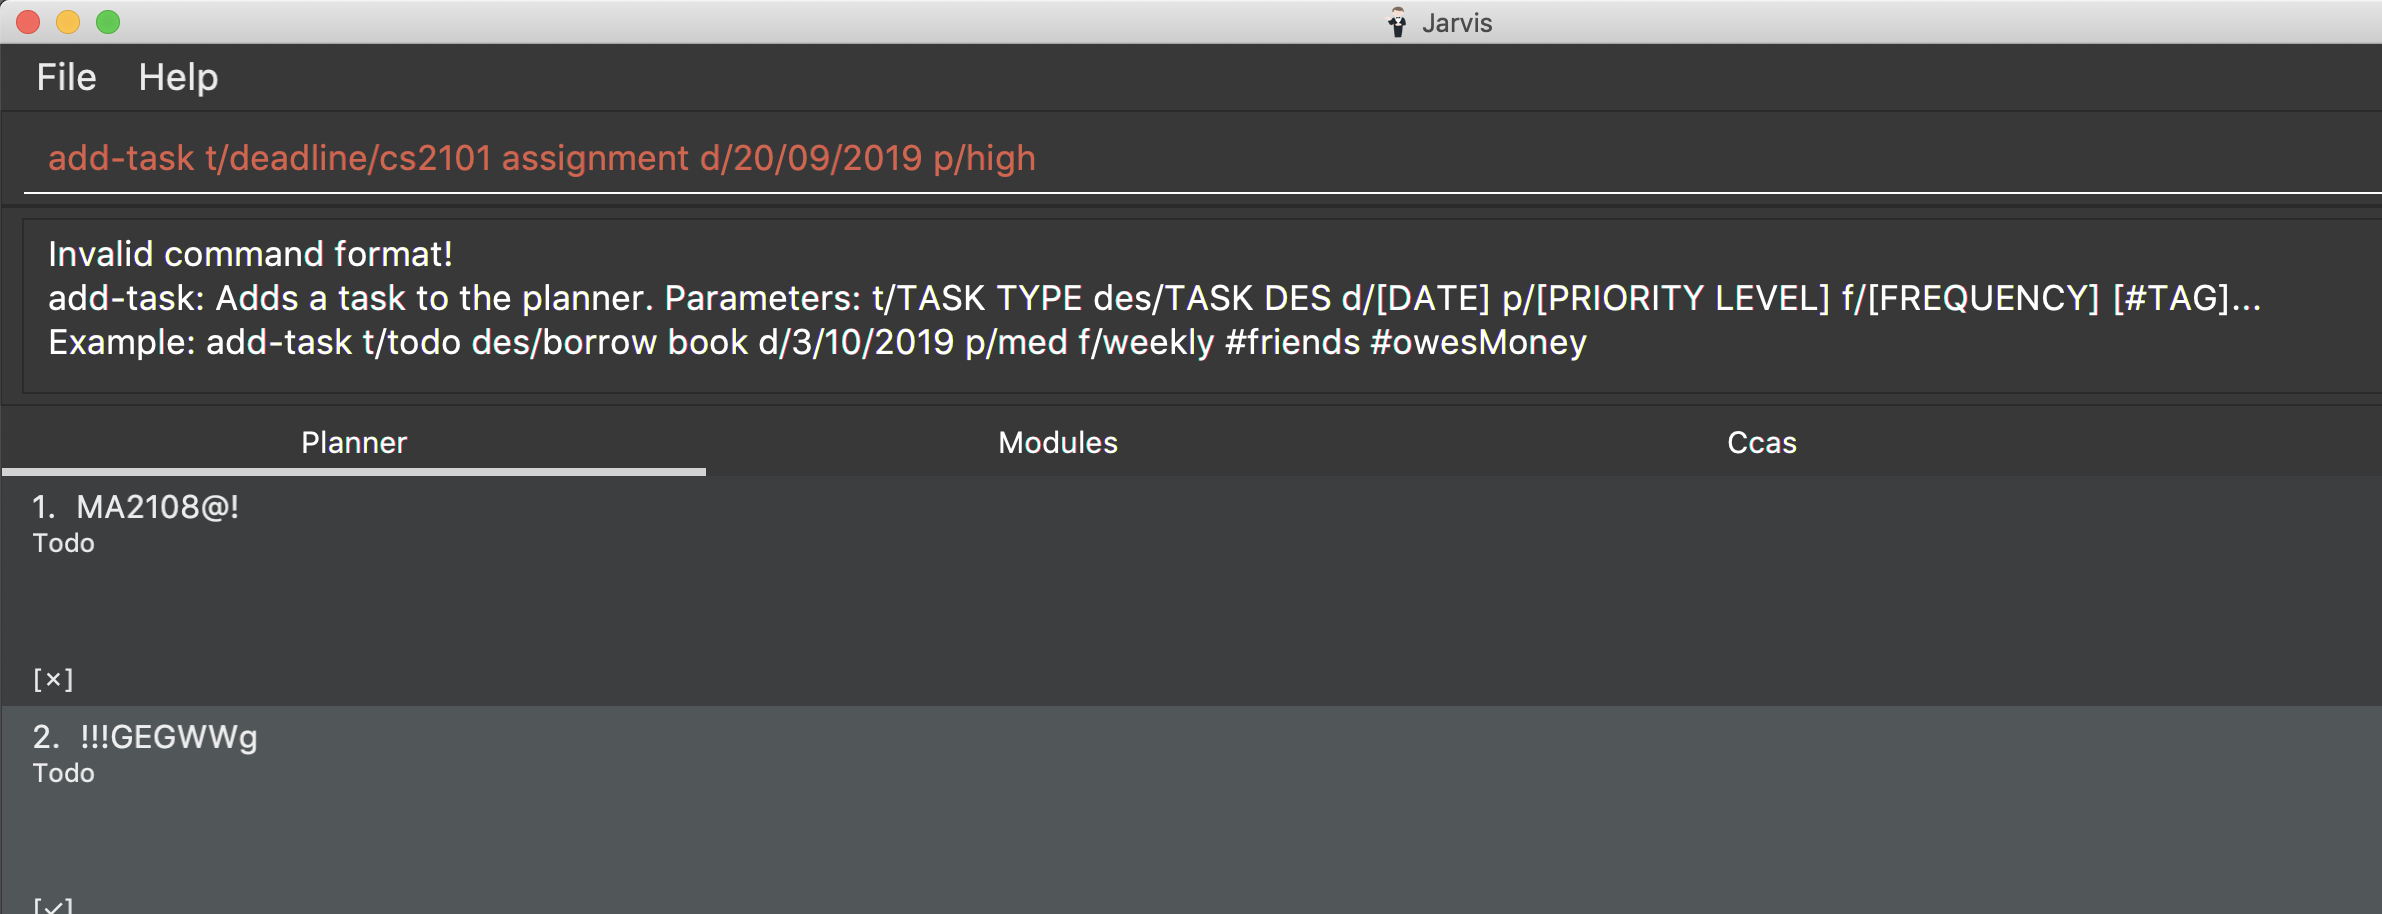 Jarvis
File Help
add-task t/deadline/cs2101 assignment d/20/09/2019 p/high
Invalid command format!
add-task: Adds a task to the planner. Parameters: t/TASK TYPE des/TASK DES d/[DATE] p/[PRIORITY LEVEL] f/[FREQUENCY] [#TAG]...
Example: add-task t/todo des/borrow book d/3/10/2019 p/med f/weekly #friends #owesMoney
Planner Modules Ccas
1. MA2108@!
Todo
[×]
2. !!!GEGWWg
Todo
[✓]